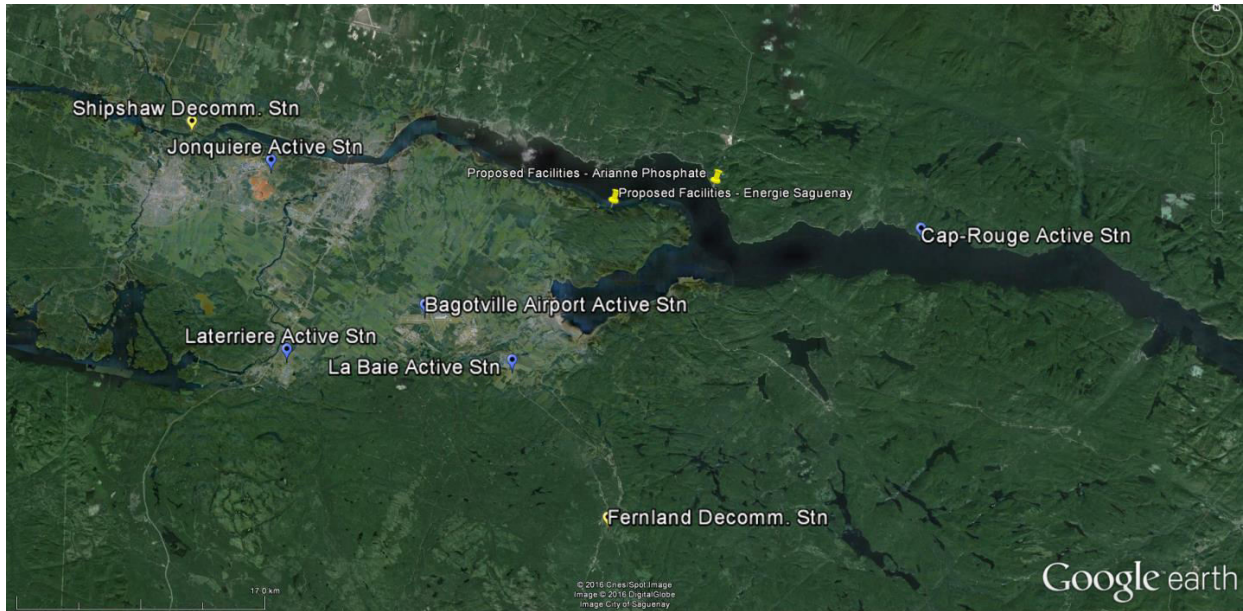 N
Shipshaw Decomm. Stn
Jonquiere Active Stn
Proposed Facilities - Arianne Phosphate
Proposed Facilities - Energie Saguenay
Cap-Rouge Active Stn
Bagotville Airport Active Stn
Laterriere Active Stn
La Baie Active Stn
Fernland Decomm. Stn
Google earth
17.0 km
© 2016 Cnes/Spot Image
Image © 2016 DigitalGlobe
Image City of Saguenay